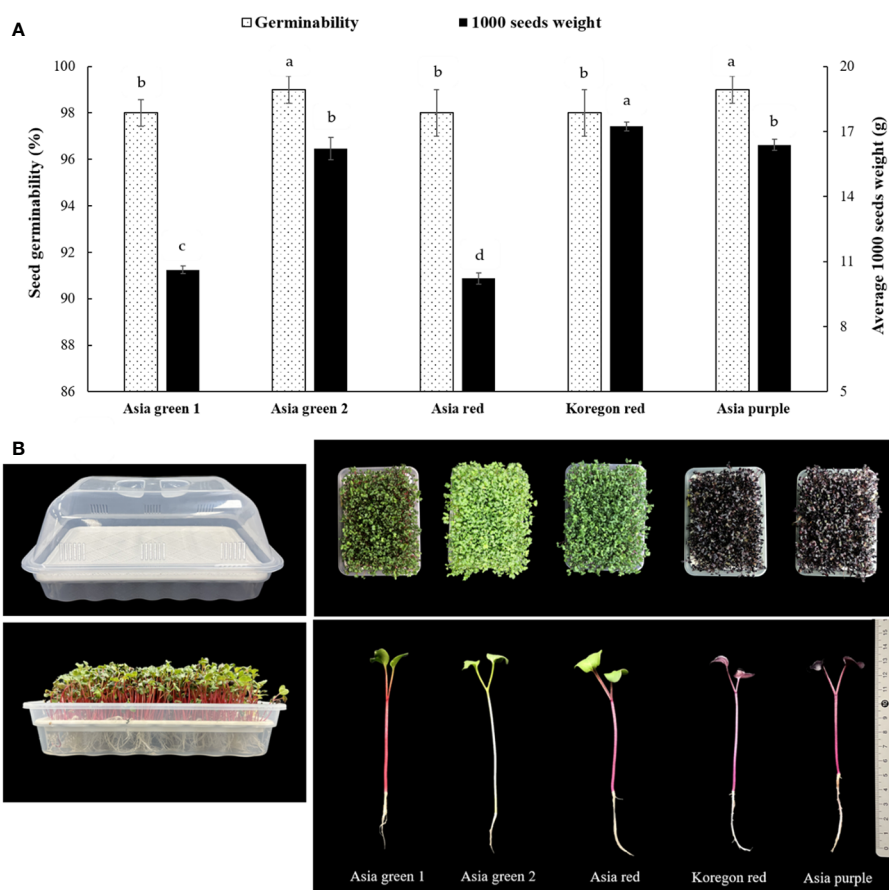 A
Germinability
1000 seeds weight
Seed germinability (%)
100
98
96
94
92
90
88
86
b
c
a
b
b
d
b
a
a
b
20
17
14
11
8
5
Average 1000 seeds weight (g)
Asia green 1
Asia green 2
Asia red
Koregon red
Asia purple
B
Asia green 1
Asia green 2
Asia red
Koregon red
Asia purple